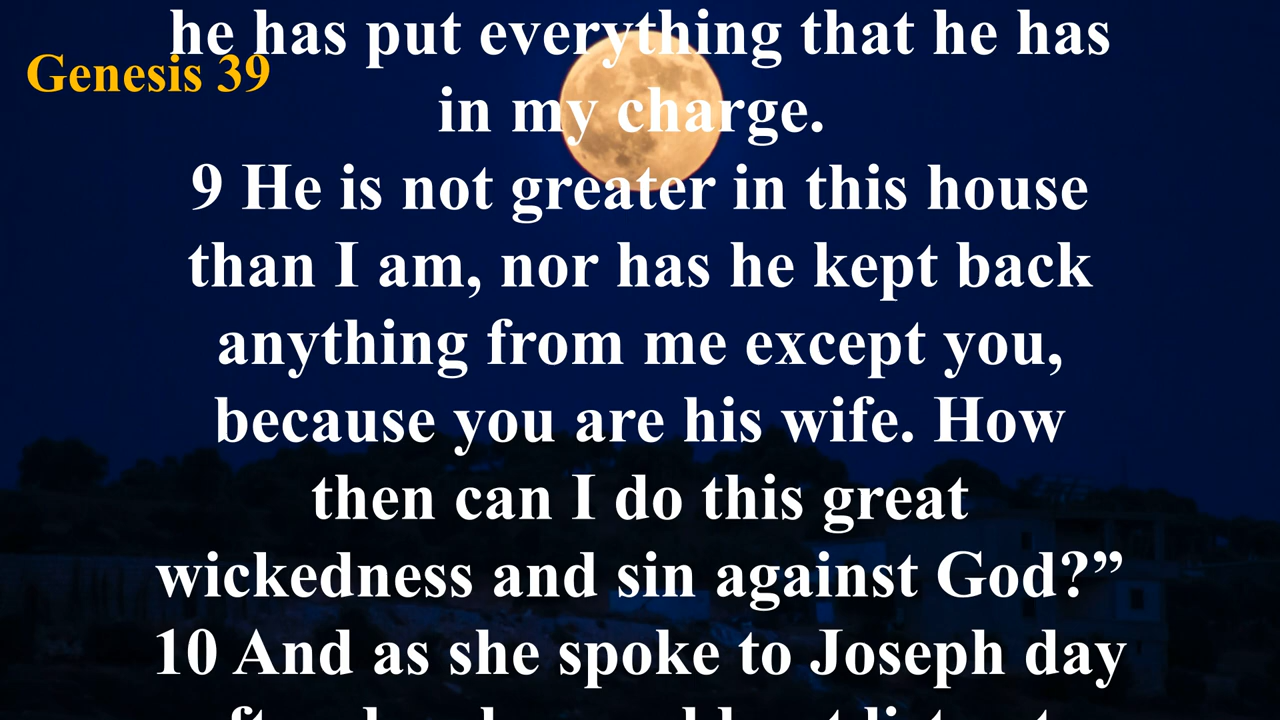 he has put everything that he has
Genesis 39
in my charge.
9 He is not greater in this house
than I am, nor has he kept back
anything from me except you,
because you are his wife. How
then can I do this great
wickedness and sin against God?”
10 And as she spoke to Joseph day